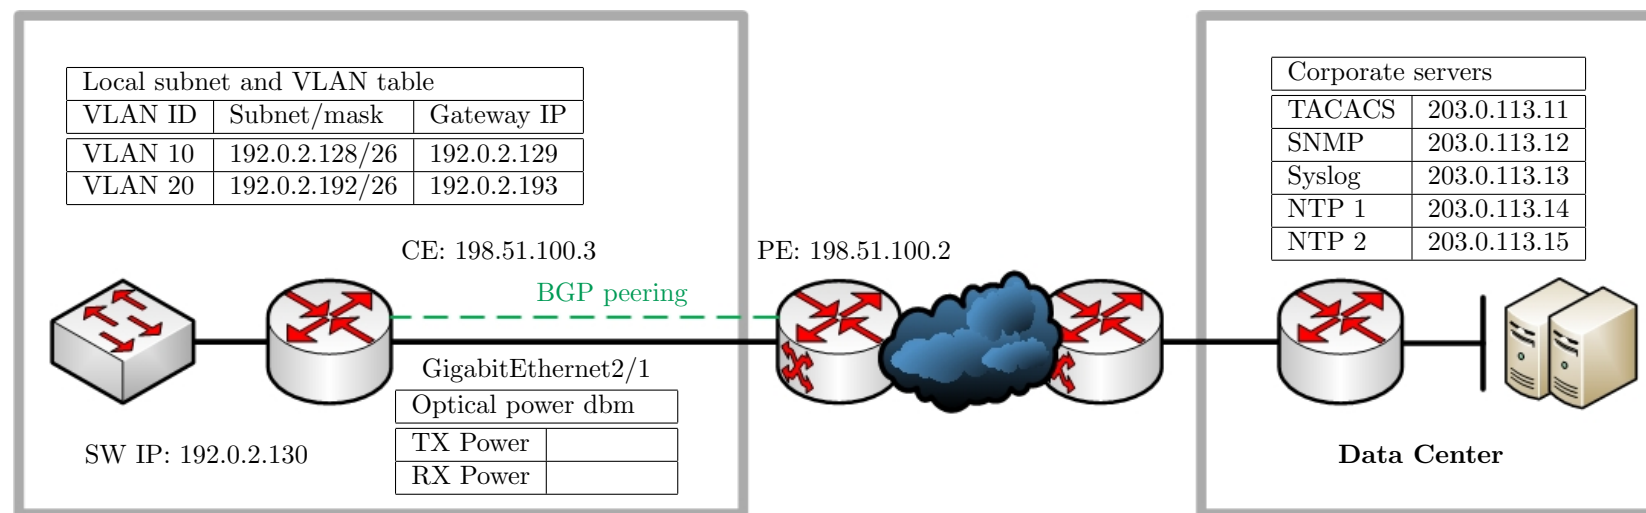 Local subnet and VLAN table
VLAN ID Subnet/mask Gateway IP
VLAN 10 192.0.2.128/26 192.0.2.129
VLAN 20 192.0.2.192/26 192.0.2.193
Corporate servers
TACACS 203.0.113.11
SNMP 203.0.113.12
Syslog 203.0.113.13
NTP 1 203.0.113.14
NTP 2 203.0.113.15
CE: 198.51.100.3
PE: 198.51.100.2
BGP peering
GigabitEthernet2/1
Optical power dbm
TX Power
RX Power
SW IP: 192.0.2.130
Data Center